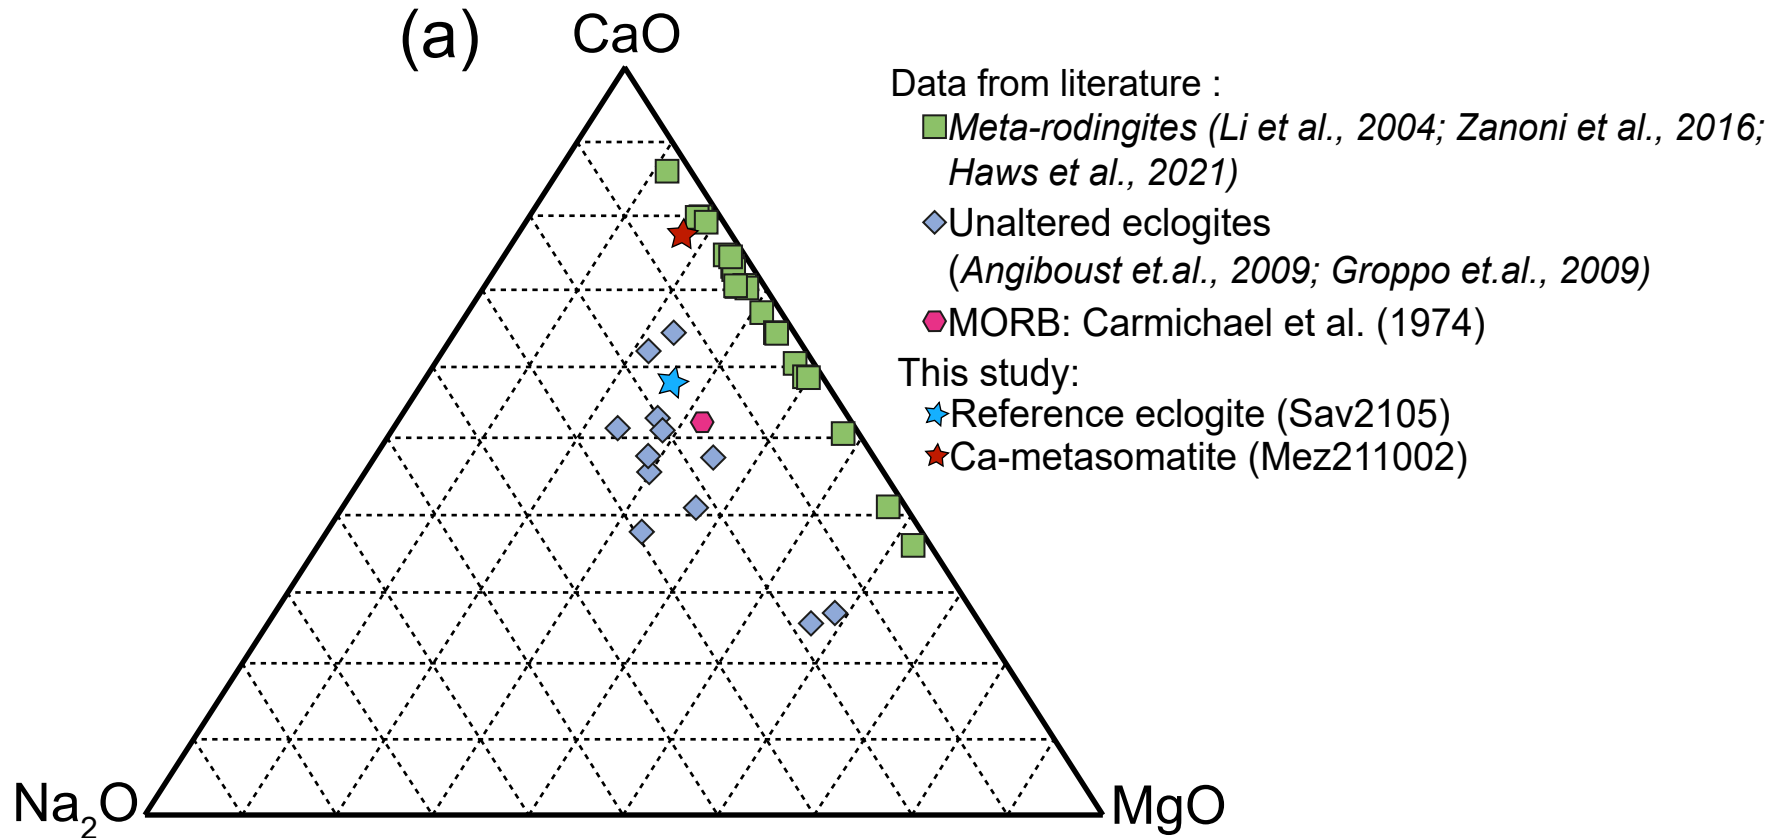 (a)
CaO
Data from literature :
Meta-rodingites (Li et al., 2004; Zanoni et al., 2016;
Haws et al., 2021)
Unaltered eclogites
(Angiboust et.al., 2009; Groppo et.al., 2009)
MORB: Carmichael et al. (1974)
This study:
Reference eclogite (Sav2105)
Ca-metasomatite (Mez211002)
Na₂O
MgO